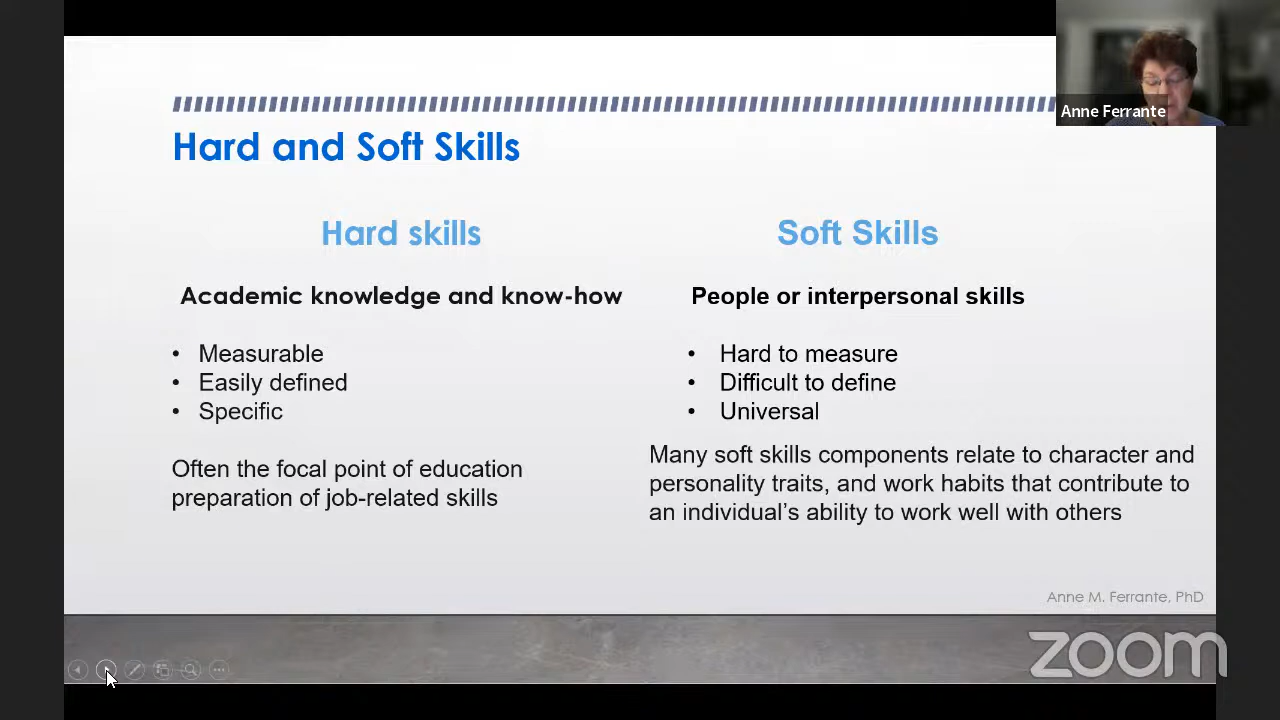 Anne Ferrante
Hard and Soft Skills
Hard skills
Academic knowledge and know-how
• Measurable
• Easily defined
• Specific
Often the focal point of education
preparation of job-related skills
Soft Skills
People or interpersonal skills
• Hard to measure
• Difficult to define
• Universal
Many soft skills components relate to character and
personality traits, and work habits that contribute to
an individual’s ability to work well with others
Anne M. Ferrante, PhD
zoom